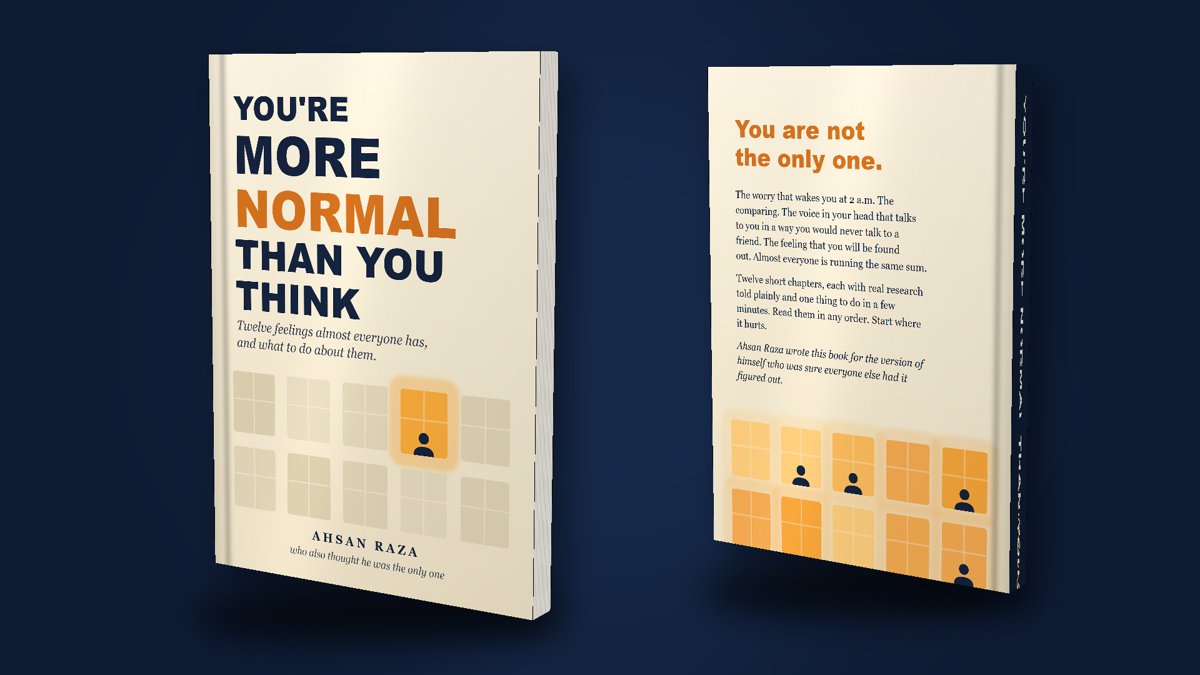 YOU'RE
MORE
NORMAL
THAN YOU
THINK
Twelve feelings almost everyone has,
and what to do about them.
AHSAN RAZA
who also thought he was the only one
You are not
the only one.
The worry that wakes you at 2 a.m. The
comparing. The voice in your head that talks
to you in a way you would never talk to a
friend. The feeling that you will be found
out. Almost everyone is running the same sum.
Twelve short chapters, each with real research
told plainly and one thing to do in a few
minutes. Read them in any order. Start where
it hurts.
Ahsan Raza wrote this book for the version of
himself who was sure everyone else had it
figured out.